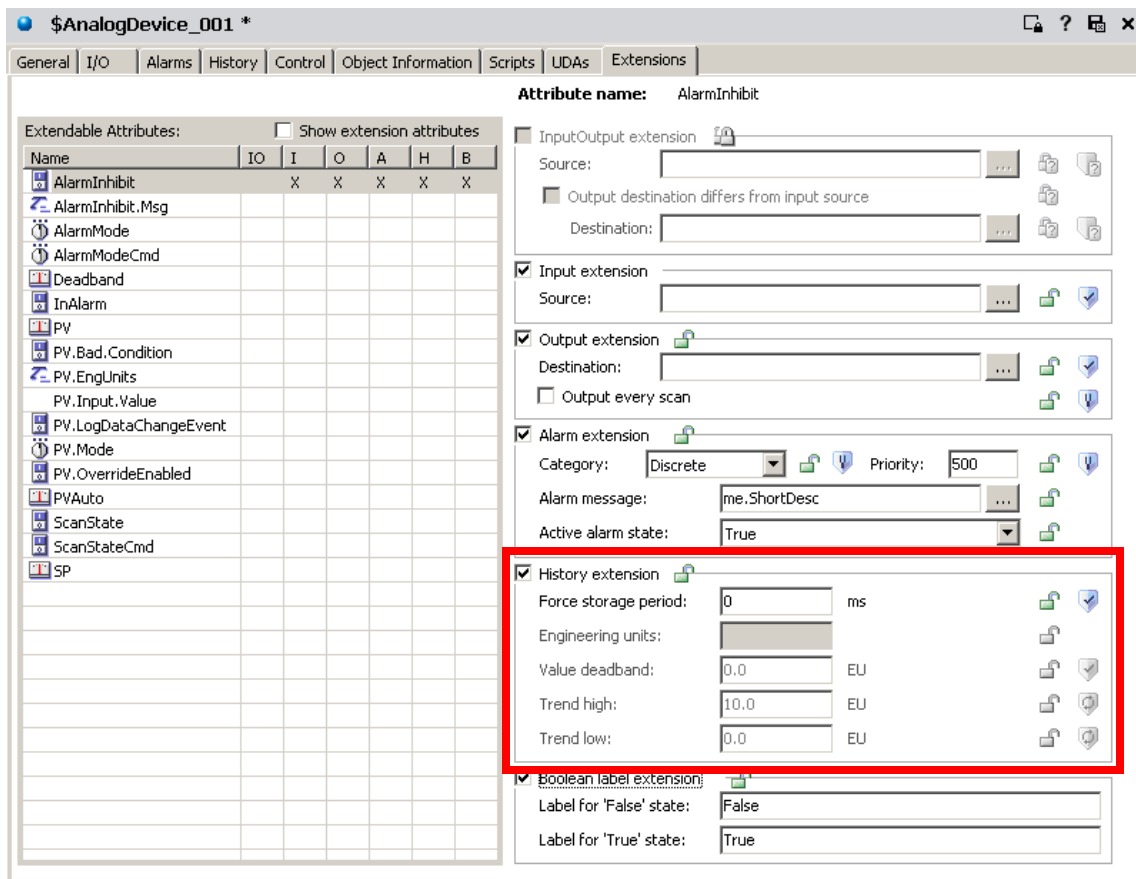 $AnalogDevice_001 *
?
General I/O Alarms History Control Object Information Scripts UDAs Extensions
Attribute name: AlarmInhibit
Extendable Attributes: Show extension attributes
Name IO I O A H B
AlarmInhibit X X X X X
AlarmInhibit.Msg
AlarmMode
AlarmModeCmd
Deadband
InAlarm
PV
PV.Bad.Condition
PV.EngUnits
PV.Input.Value
PV.LogDataChangeEvent
PV.Mode
PV.OverrideEnabled
PVAuto
ScanState
ScanStateCmd
SP
InputOutput extension
Source: ...
Output destination differs from input source
Destination: ...
Input extension
Source: ...
Output extension
Destination: ...
Output every scan
Alarm extension
Category: Discrete Priority: 500
Alarm message: me.ShortDesc ...
Active alarm state: True
History extension
Force storage period: 0 ms
Engineering units:
Value deadband: 0.0 EU
Trend high: 10.0 EU
Trend low: 0.0 EU
Boolean label extension
Label for 'False' state: False
Label for 'True' state: True